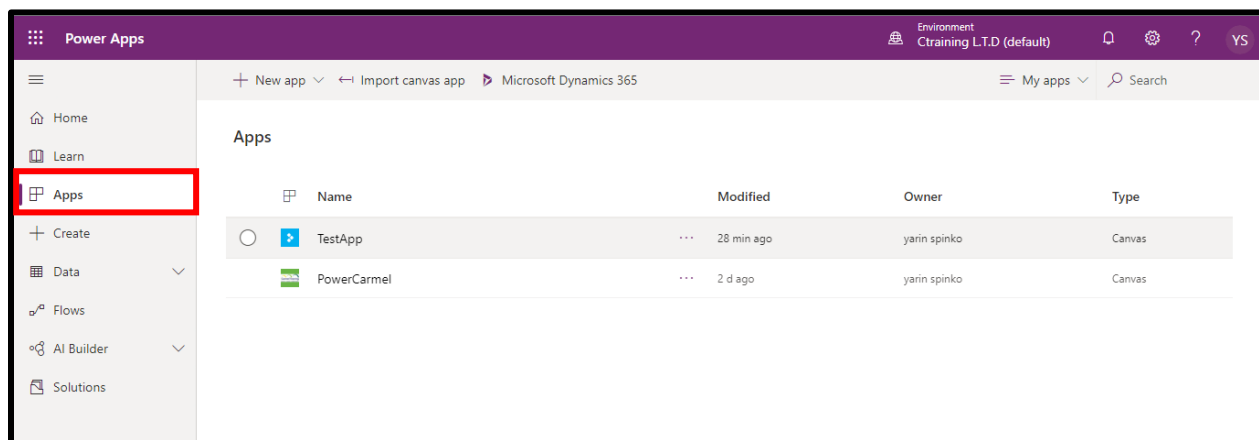 Power Apps
Environment
Ctraining L.T.D (default)
?
YS
New app
Import canvas app
Microsoft Dynamics 365
My apps
Search
Home
Learn
Apps
Create
Data
Flows
AI Builder
Solutions
Apps
Name Modified Owner Type
TestApp ... 28 min ago yarin spinko Canvas
PowerCarmel ... 2 d ago yarin spinko Canvas